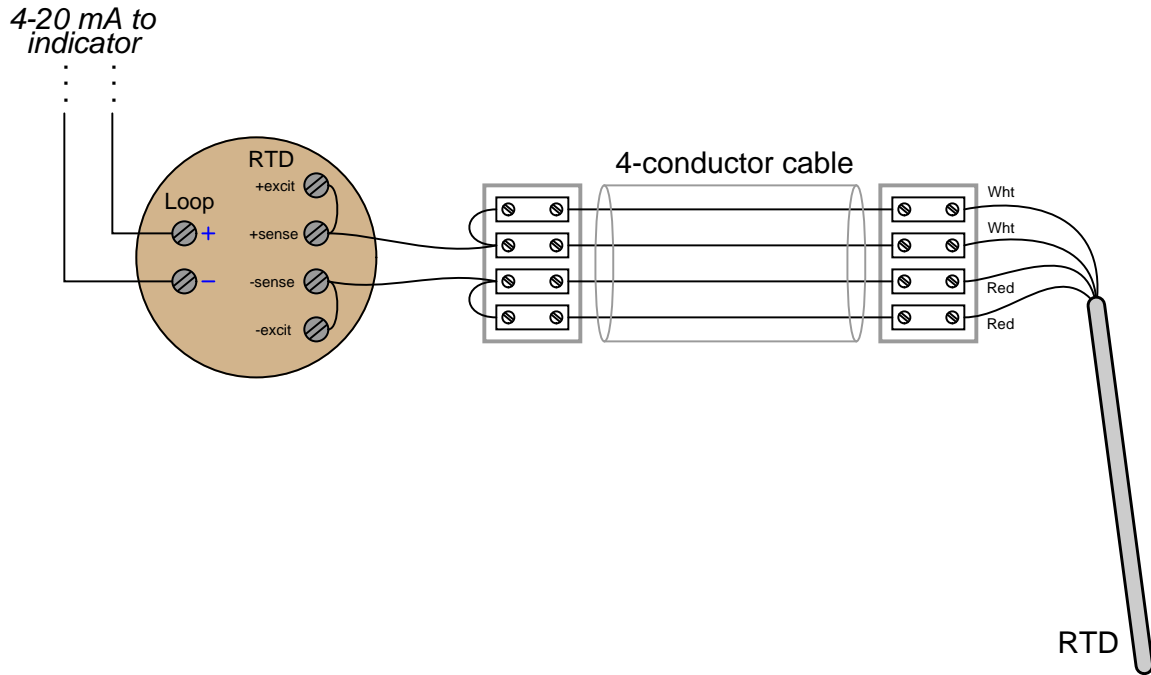 4-20 mA to
indicator
RTD
+excit
Loop
+
+sense
−
-sense
-excit
4-conductor cable
Wht
Wht
Red
Red
RTD